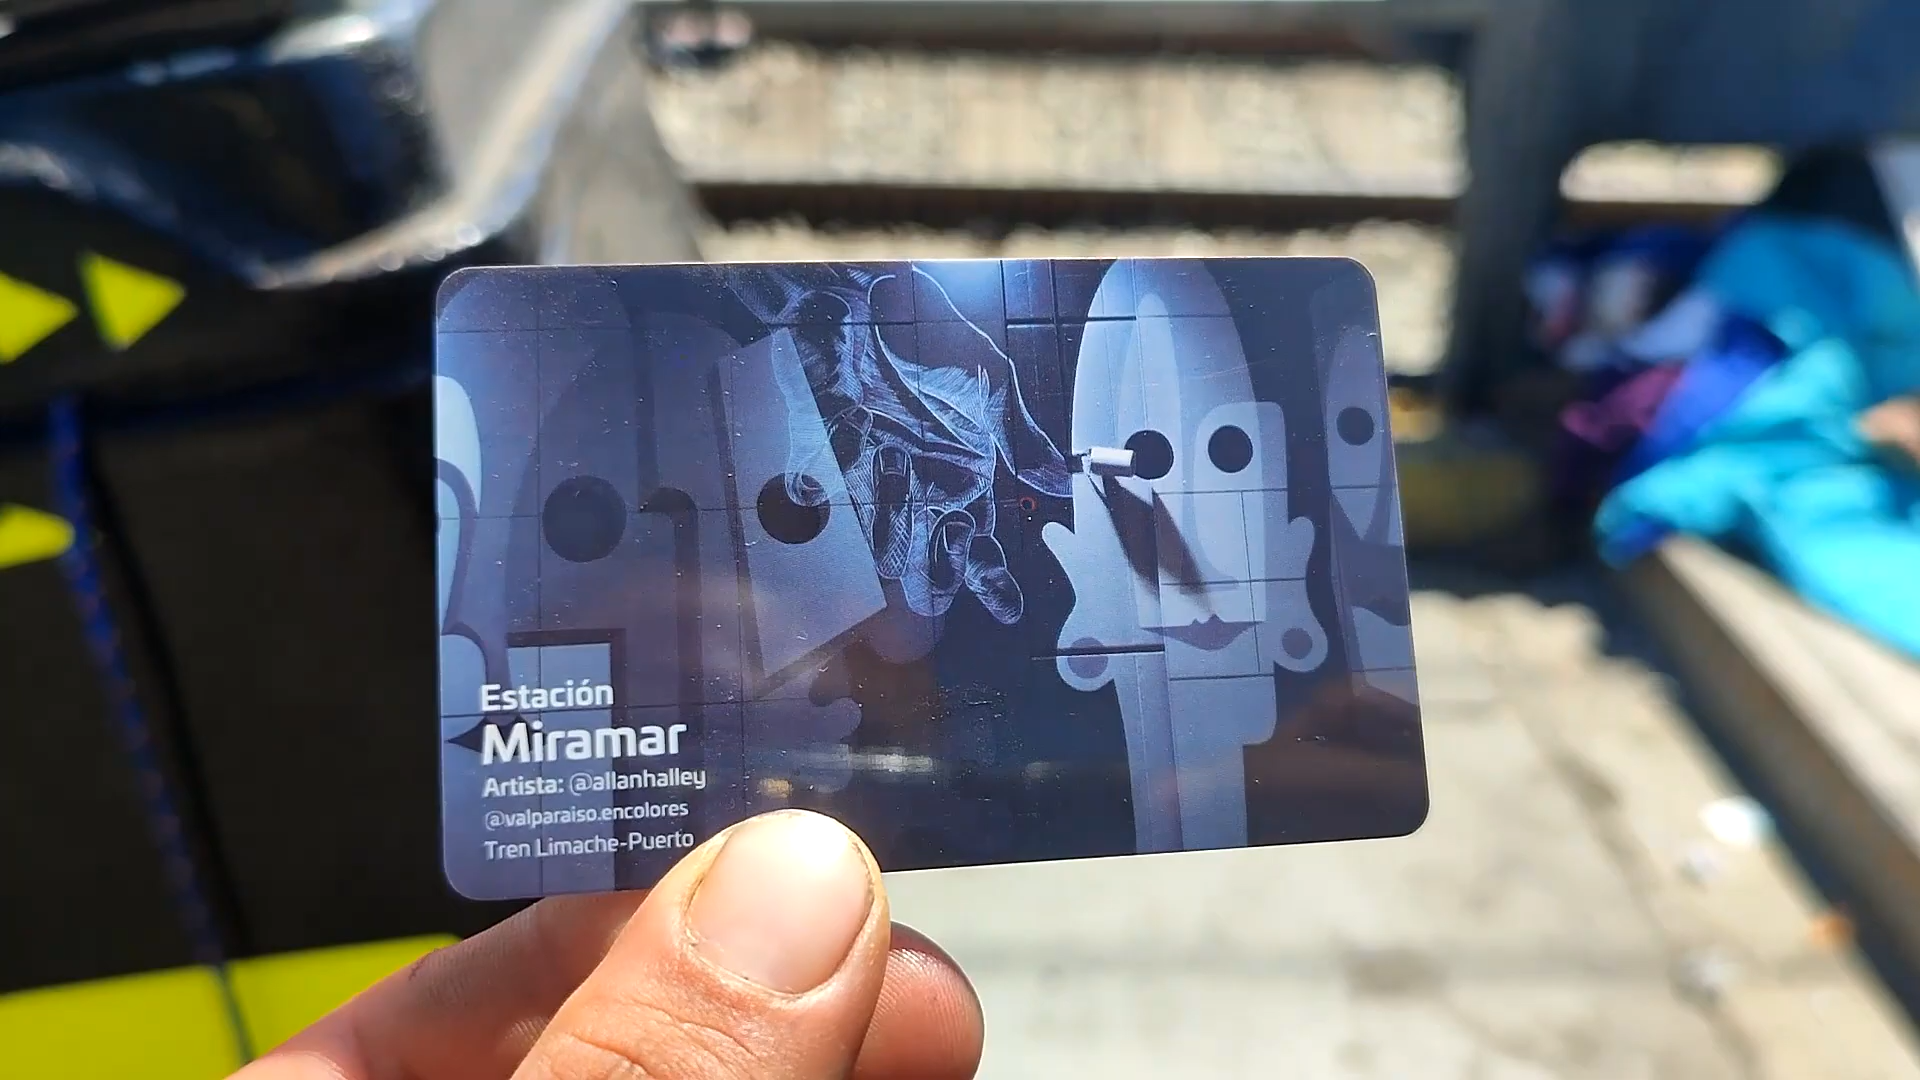 Estación
Miramar
Artista: @allanhalley
@valparaiso.encolores
Tren Limache-Puerto